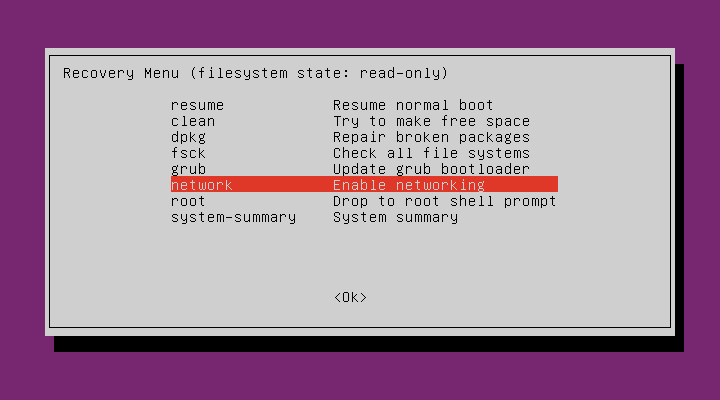 Recovery Menu (filesystem state: read-only)
resume Resume normal boot
clean Try to make free space
dpkg Repair broken packages
fsck Check all file systems
grub Update grub bootloader
network Enable networking
root Drop to root shell prompt
system-summary System summary
<Ok>